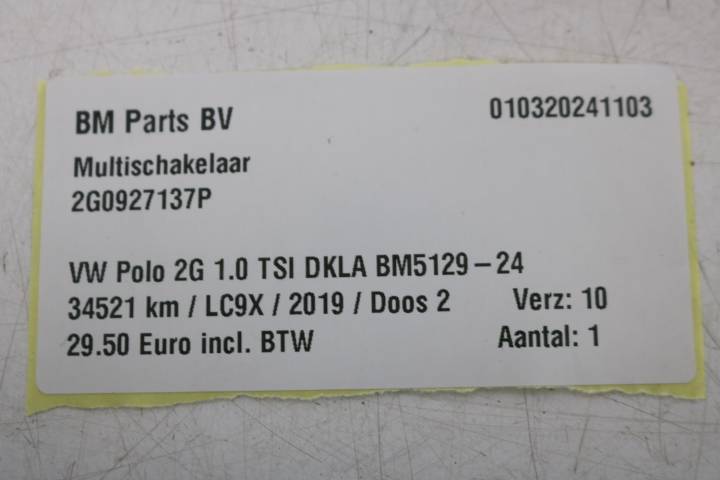 BM Parts BV 010320241103
Multischakelaar
2G0927137P
VW Polo 2G 1.0 TSI DKLA BM5129-24
34521 km / LC9X / 2019 / Doos 2 Verz: 10
29.50 Euro incl. BTW Aantal: 1